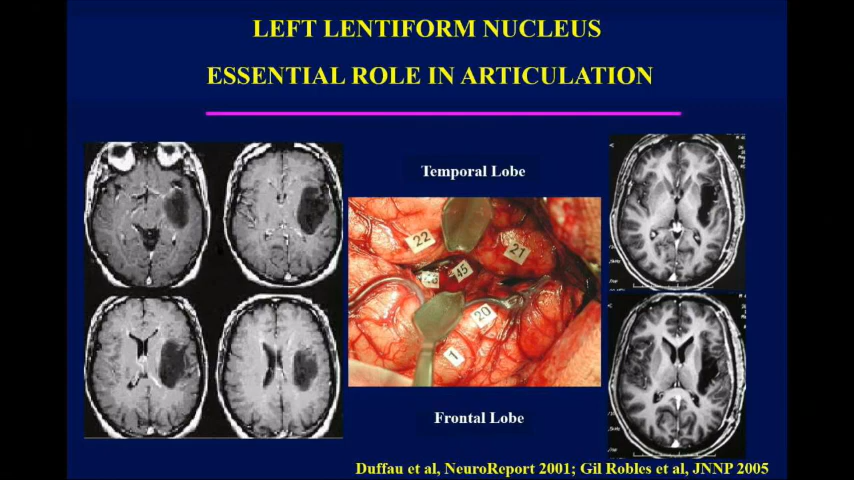 LEFT LENTIFORM NUCLEUS
ESSENTIAL ROLE IN ARTICULATION
Temporal Lobe
22
21
45
20
1
Frontal Lobe
Duffau et al, NeuroReport 2001; Gil Robles et al, JNNP 2005